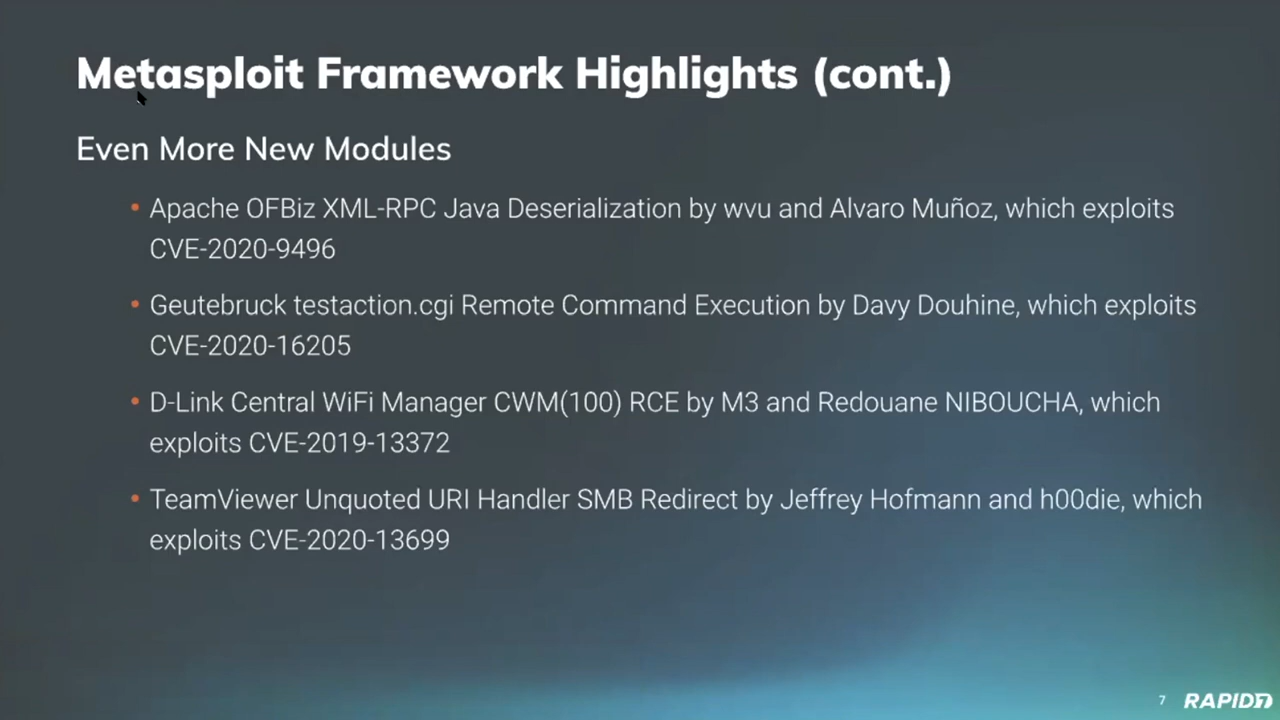 Metasploit Framework Highlights (cont.)
Even More New Modules
• Apache OFBiz XML-RPC Java Deserialization by wvu and Alvaro Muñoz, which exploits
CVE-2020-9496
• Geutebruck testaction.cgi Remote Command Execution by Davy Douhine, which exploits
CVE-2020-16205
• D-Link Central WiFi Manager CWM(100) RCE by M3 and Redouane NIBOUCHA, which
exploits CVE-2019-13372
• TeamViewer Unquoted URI Handler SMB Redirect by Jeffrey Hofmann and h00die, which
exploits CVE-2020-13699
7 RAPID7